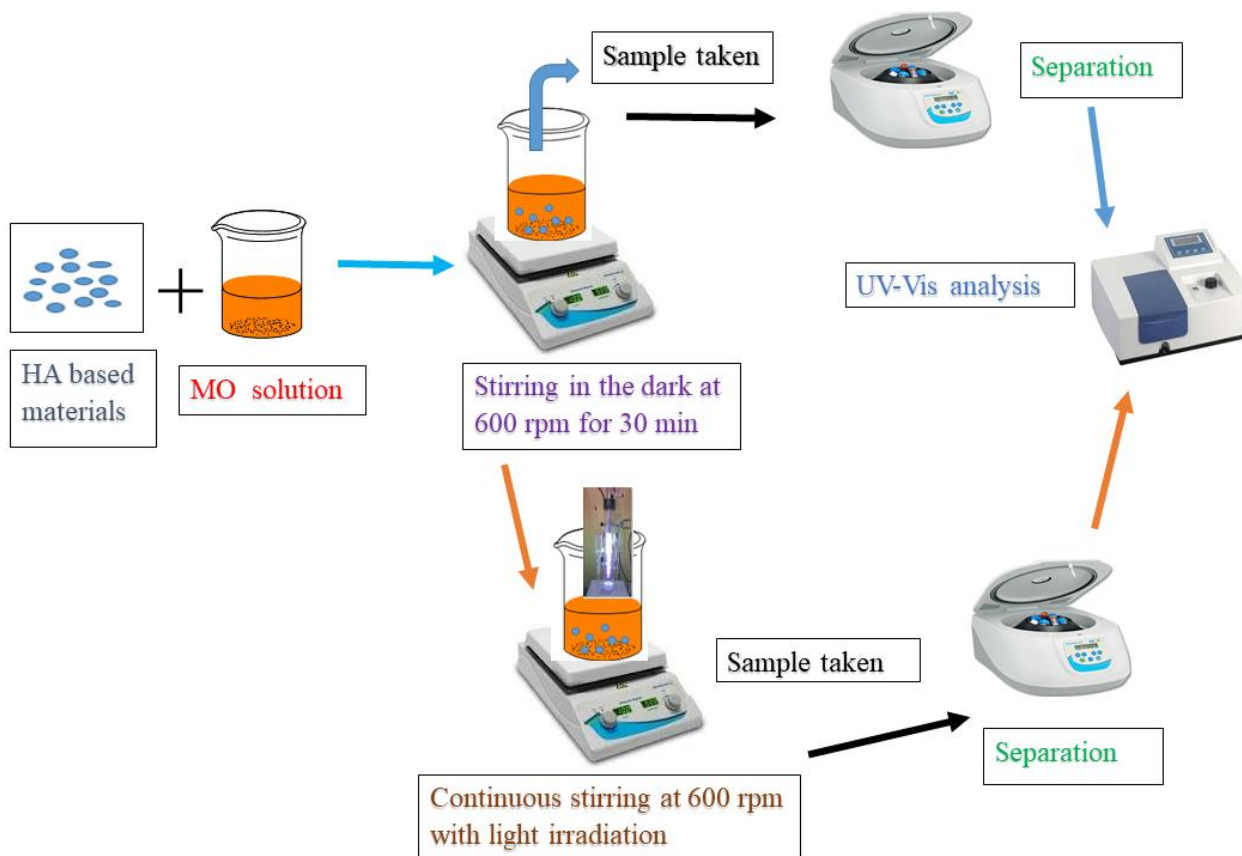 Sample taken
Separation
UV-Vis analysis
HA based
materials
MO solution
Stirring in the dark at
600 rpm for 30 min
Sample taken
Separation
Continuous stirring at 600 rpm
with light irradiation